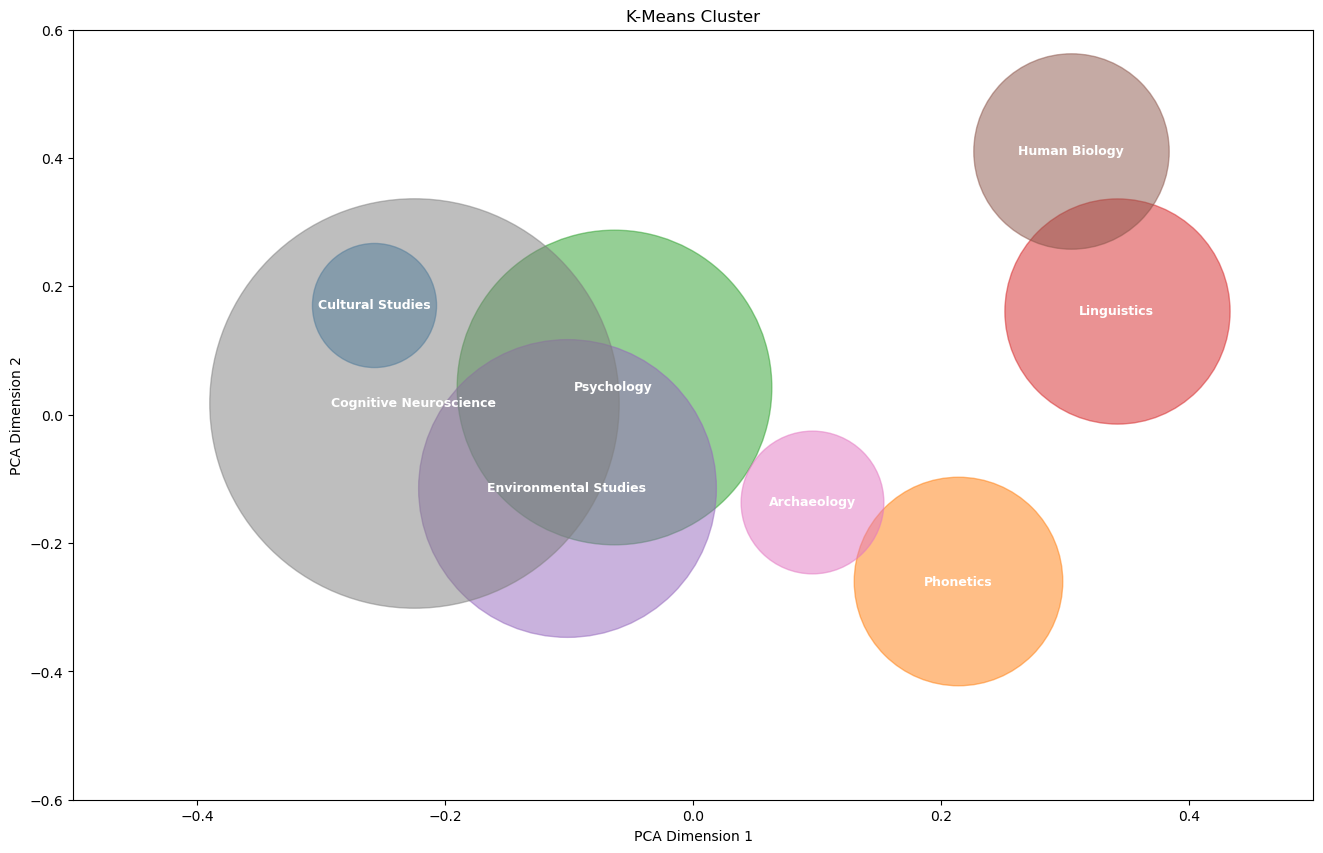 K-Means Cluster
0.6
0.4
0.2
0.0
−0.2
−0.4
−0.6
PCA Dimension 2
Human Biology
Cultural Studies
Linguistics
Psychology
Cognitive Neuroscience
Environmental Studies
Archaeology
Phonetics
−0.4
−0.2
0.0
0.2
0.4
PCA Dimension 1